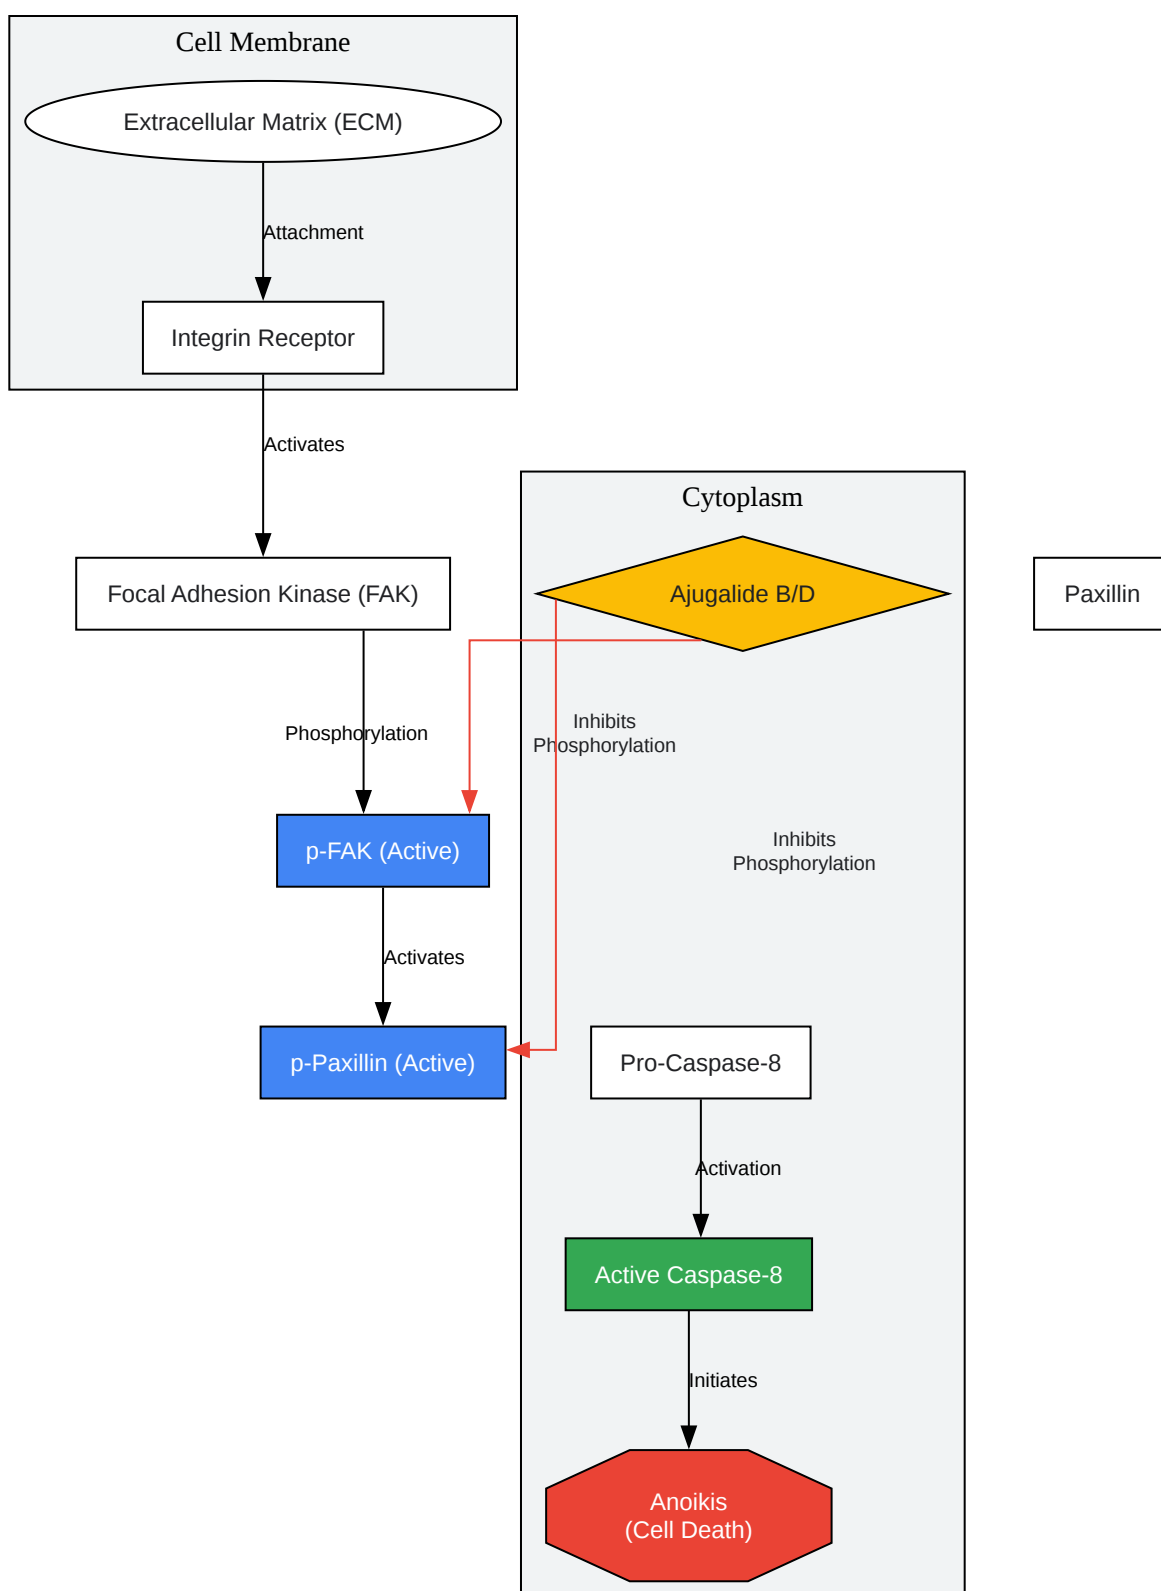 Cell Membrane
Extracellular Matrix (ECM)
Attachment
Integrin Receptor
Activates
Cytoplasm
Focal Adhesion Kinase (FAK)
Ajugalide B/D
Paxillin
Phosphorylation
Inhibits
Phosphorylation
p-FAK (Active)
Inhibits
Phosphorylation
Activates
p-Paxillin (Active)
Pro-Caspase-8
Activation
Active Caspase-8
Initiates
Anoikis
(Cell Death)